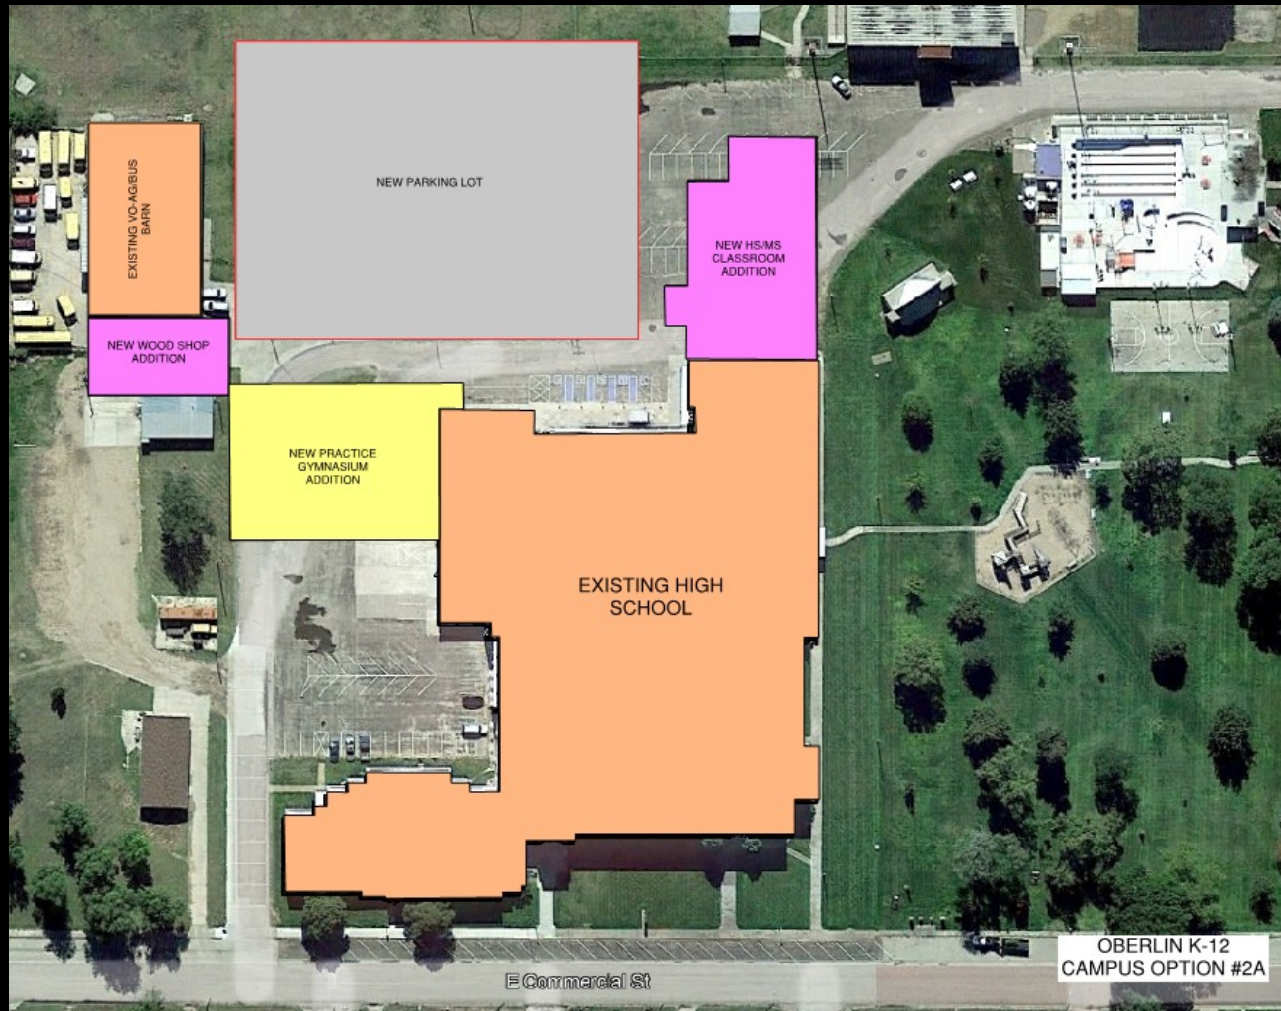 NEW PARKING LOT
EXISTING VO-AG/BUS
BARN
NEW HS/MS
CLASSROOM
ADDITION
NEW WOOD SHOP
ADDITION
NEW PRACTICE
GYMNASIUM
ADDITION
EXISTING HIGH
SCHOOL
OBERLIN K-12
CAMPUS OPTION #2A
E Commercial St